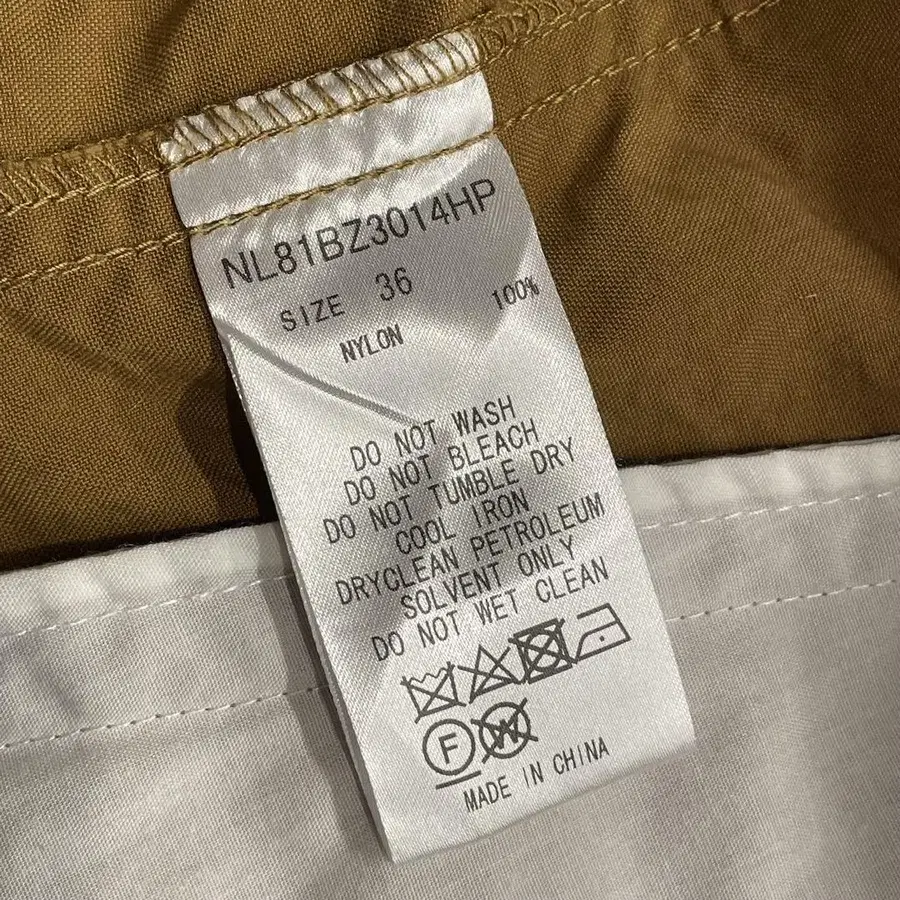 NL81BZ3014HP
SIZE 36
NYLON 100%
DO NOT WASH
DO NOT BLEACH
DO NOT TUMBLE DRY
COOL IRON
DRYCLEAN PETROLEUM
SOLVENT ONLY
DO NOT WET CLEAN
F W
MADE IN CHINA